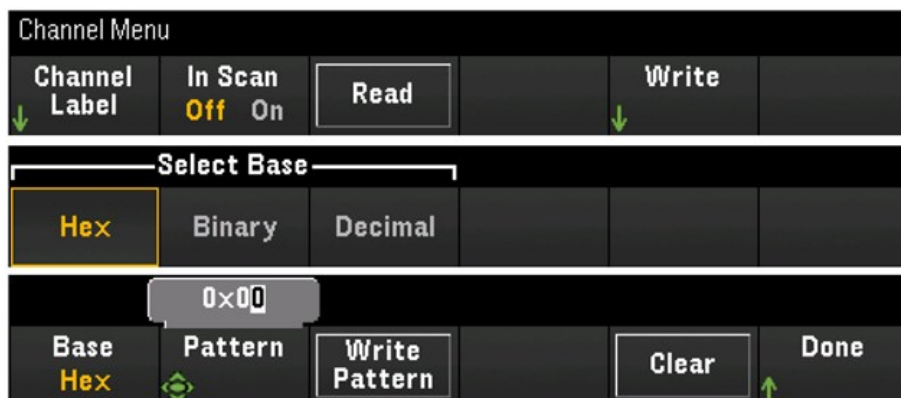 Channel Menu
Channel Label
In Scan
Off On
Read
Write
Select Base
Hex
Binary
Decimal
0x00
Base
Hex
Pattern
Write Pattern
Clear
Done